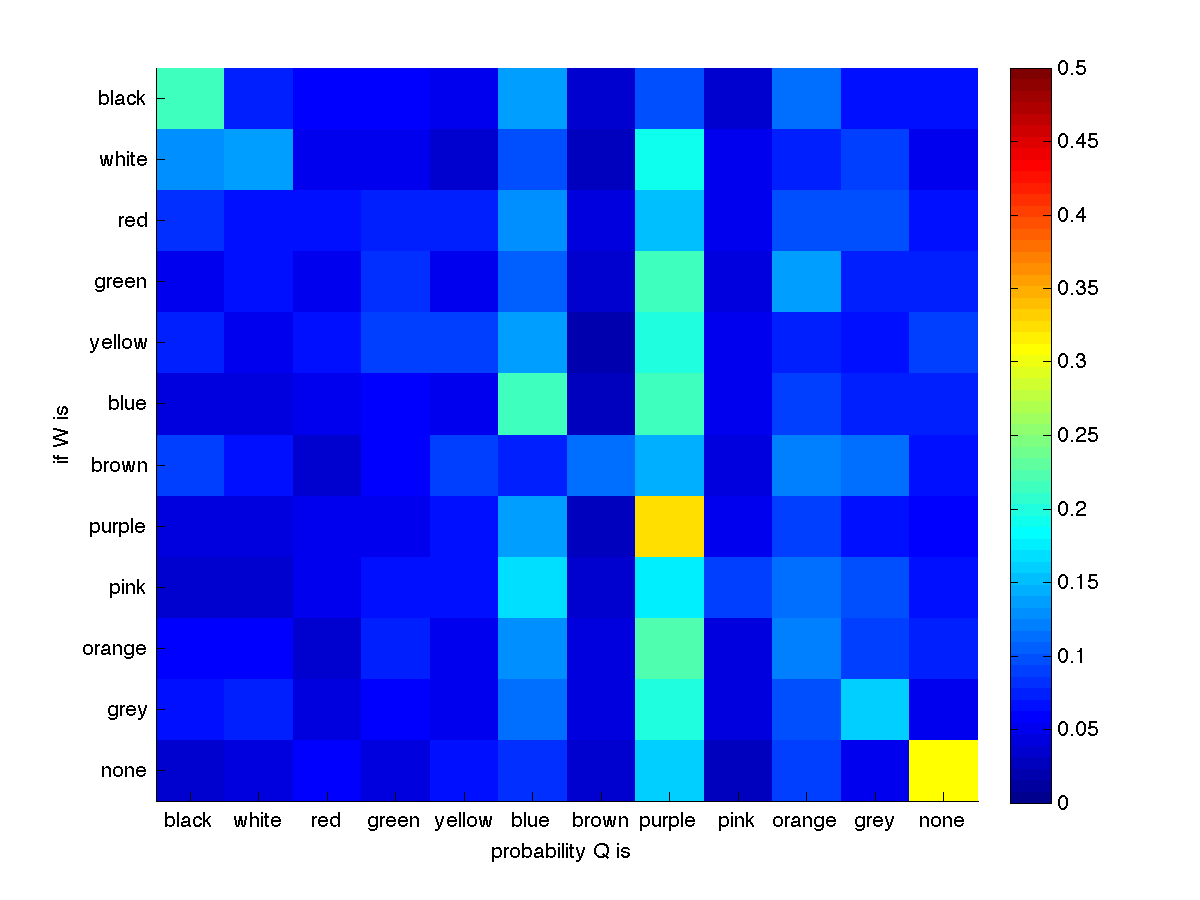 black
white
red
green
yellow
blue
brown
purple
pink
orange
grey
none
if W is
black white red green yellow blue brown purple pink orange grey none
probability Q is
0.5
0.45
0.4
0.35
0.3
0.25
0.2
0.15
0.1
0.05
0